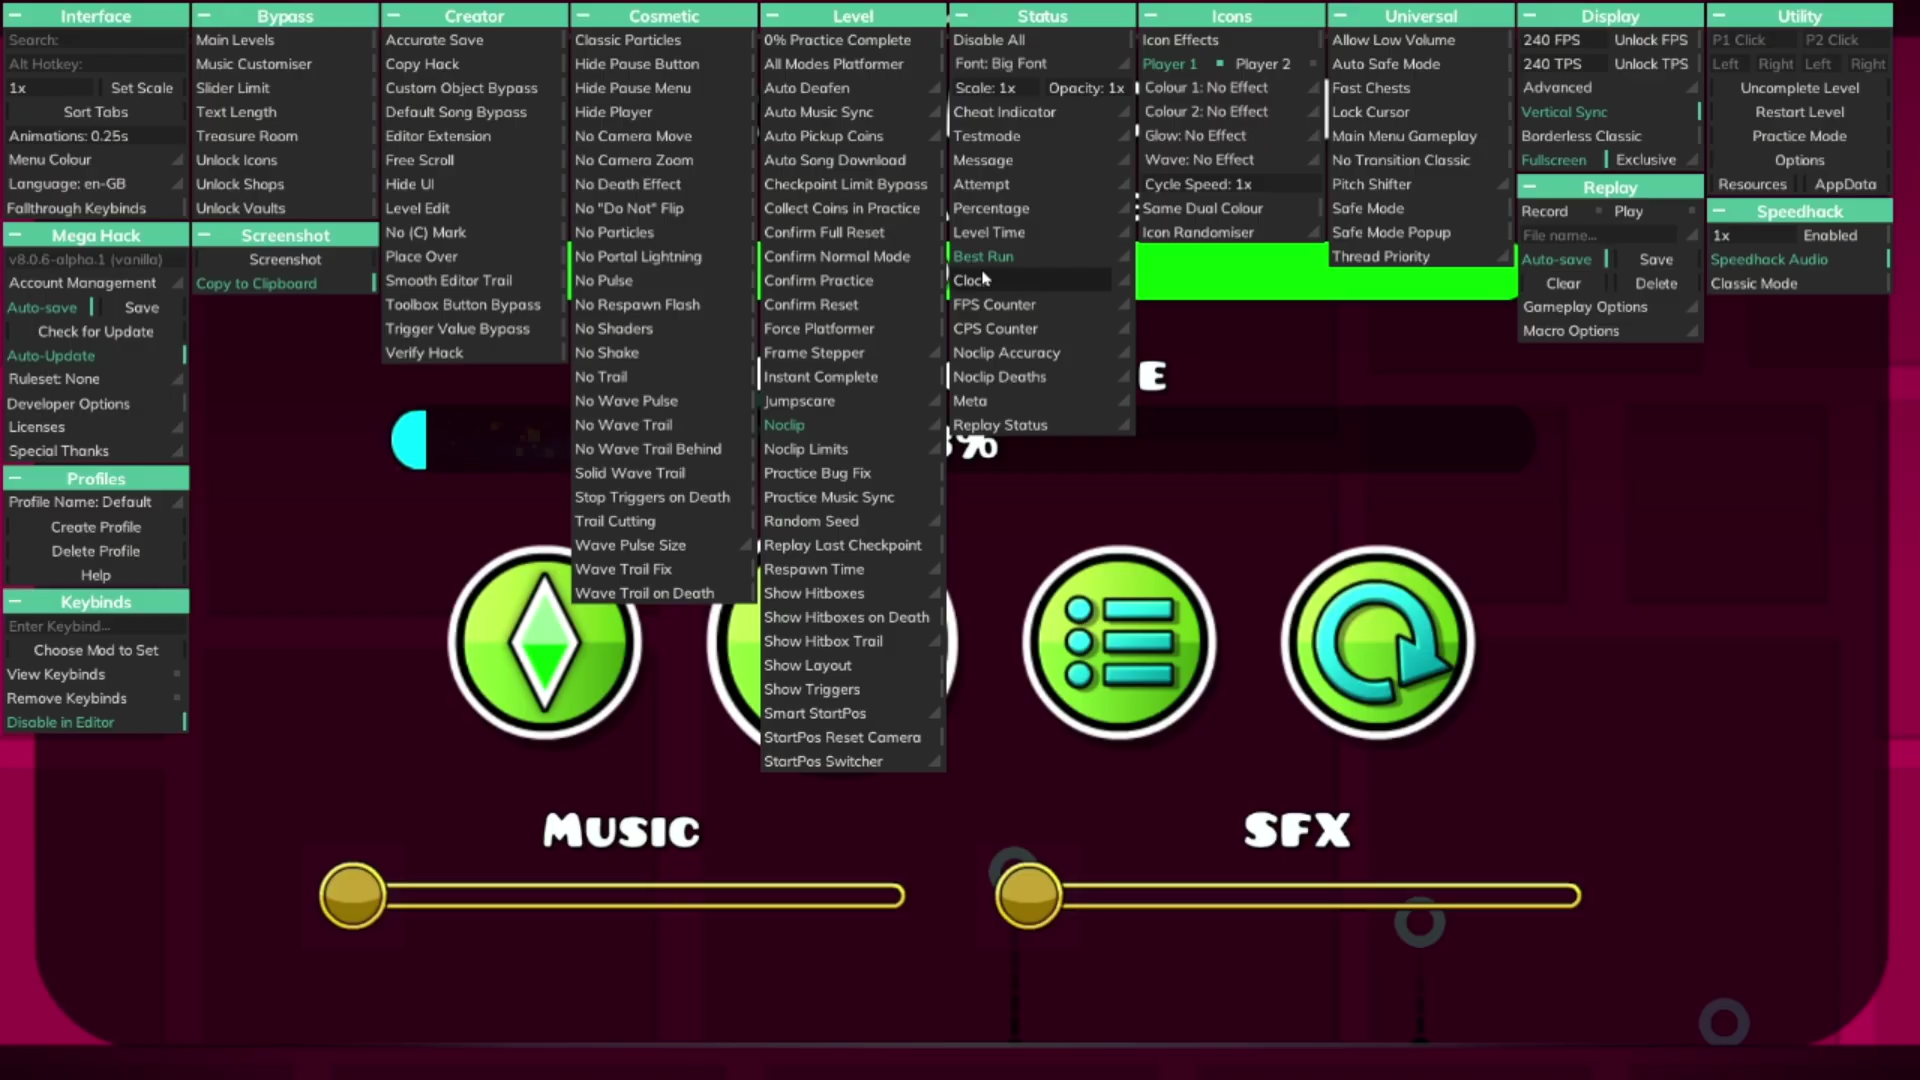 Interface
Search:
Alt Hotkey:
1x Set Scale
Sort Tabs
Animations: 0.25s
Menu Colour
Language: en-GB
Fallthrough Keybinds
Mega Hack
v8.0.6-alpha.1 (vanilla)
Account Management
Auto-save Save
Check for Update
Auto-Update
Ruleset: None
Developer Options
Licenses
Special Thanks
Profiles
Profile Name: Default
Create Profile
Delete Profile
Help
Keybinds
Enter Keybind...
Choose Mod to Set
View Keybinds
Remove Keybinds
Disable in Editor
Bypass
Main Levels
Music Customiser
Slider Limit
Text Length
Treasure Room
Unlock Icons
Unlock Shops
Unlock Vaults
Screenshot
Screenshot
Copy to Clipboard
Creator
Accurate Save
Copy Hack
Custom Object Bypass
Default Song Bypass
Editor Extension
Free Scroll
Hide UI
Level Edit
No (C) Mark
Place Over
Smooth Editor Trail
Toolbox Button Bypass
Trigger Value Bypass
Verify Hack
Cosmetic
Classic Particles
Hide Pause Button
Hide Pause Menu
Hide Player
No Camera Move
No Camera Zoom
No Death Effect
No "Do Not" Flip
No Particles
No Portal Lightning
No Pulse
No Respawn Flash
No Shaders
No Shake
No Trail
No Wave Pulse
No Wave Trail
No Wave Trail Behind
Solid Wave Trail
Stop Triggers on Death
Trail Cutting
Wave Pulse Size
Wave Trail Fix
Wave Trail on Death
Level
0% Practice Complete
All Modes Platformer
Auto Deafen
Auto Music Sync
Auto Pickup Coins
Auto Song Download
Checkpoint Limit Bypass
Collect Coins in Practice
Confirm Full Reset
Confirm Normal Mode
Confirm Practice
Confirm Reset
Force Platformer
Frame Stepper
Instant Complete
Jumpscare
Noclip
Noclip Limits
Practice Bug Fix
Practice Music Sync
Random Seed
Replay Last Checkpoint
Respawn Time
Show Hitboxes
Show Hitboxes on Death
Show Hitbox Trail
Show Layout
Show Triggers
Smart StartPos
StartPos Reset Camera
StartPos Switcher
Status
Disable All
Font: Big Font
Scale: 1x Opacity: 1x
Cheat Indicator
Testmode
Message
Attempt
Percentage
Level Time
Best Run
Clock
FPS Counter
CPS Counter
Noclip Accuracy
Noclip Deaths
Meta
Replay Status
Icons
Icon Effects
Player 1 Player 2
Colour 1: No Effect
Colour 2: No Effect
Glow: No Effect
Wave: No Effect
Cycle Speed: 1x
Same Dual Colour
Icon Randomiser
Universal
Allow Low Volume
Auto Safe Mode
Fast Chests
Lock Cursor
Main Menu Gameplay
No Transition Classic
Pitch Shifter
Safe Mode
Safe Mode Popup
Thread Priority
Display
240 FPS Unlock FPS
240 TPS Unlock TPS
Advanced
Vertical Sync
Borderless Classic
Fullscreen Exclusive
Replay
Record Play
File name...
Auto-save Save
Clear Delete
Gameplay Options
Macro Options
Utility
P1 Click P2 Click
Left Right Left Right
Uncomplete Level
Restart Level
Practice Mode
Options
Resources AppData
Speedhack
1x Enabled
Speedhack Audio
Classic Mode
E
%
Music
SFX